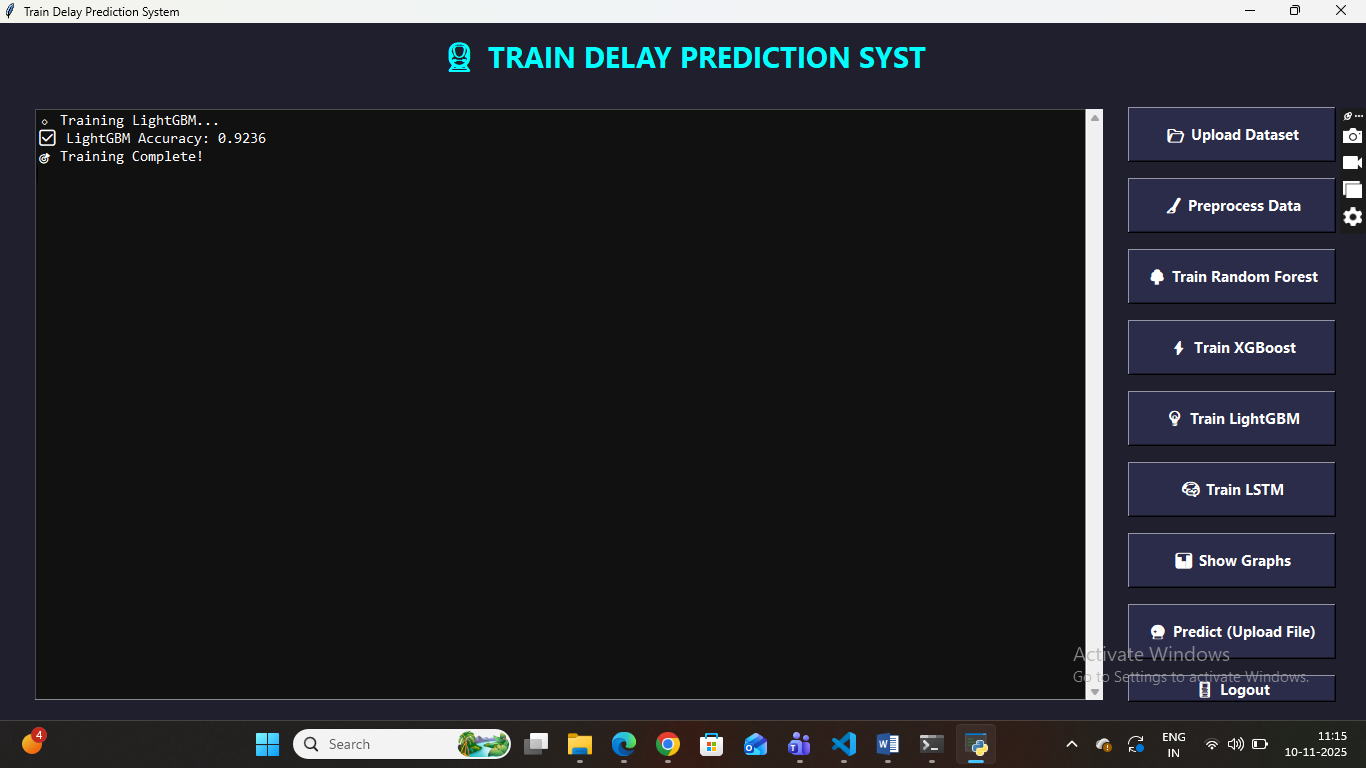 Train Delay Prediction System
TRAIN DELAY PREDICTION SYST
Training LightGBM...
LightGBM Accuracy: 0.9236
Training Complete!
Upload Dataset
Preprocess Data
Train Random Forest
Train XGBoost
Train LightGBM
Train LSTM
Show Graphs
Predict (Upload File)
Logout
Activate Windows
Go to Settings to activate Windows.
4
Search
ENG
IN
11:15
10-11-2025